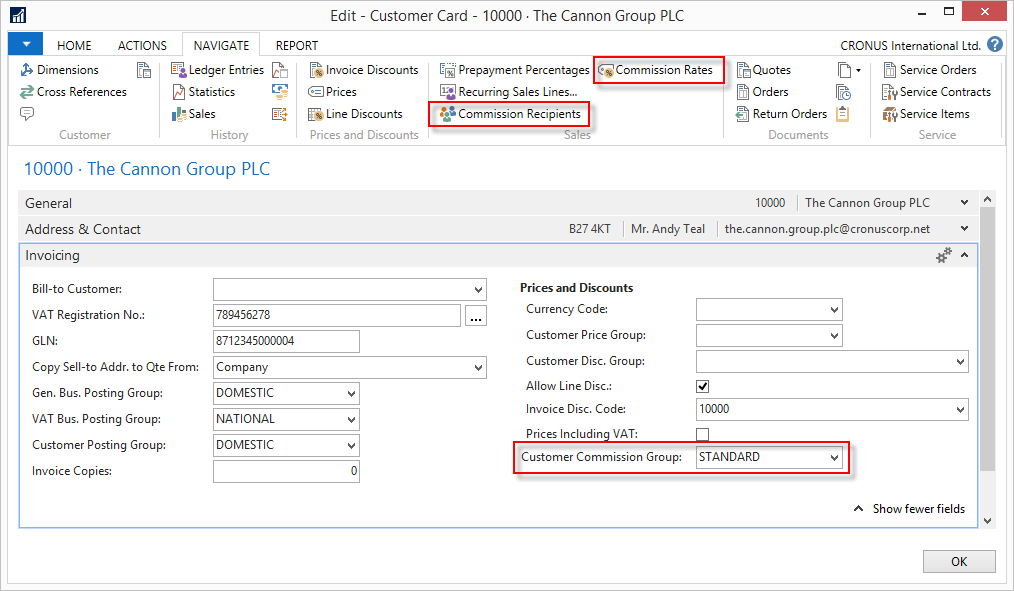 Edit - Customer Card - 10000 · The Cannon Group PLC
HOME ACTIONS NAVIGATE REPORT CRONUS International Ltd. ?
Dimensions
Cross References
Customer
Ledger Entries
Statistics
Sales
History
Invoice Discounts
Prices
Line Discounts
Prices and Discounts
Prepayment Percentages
Recurring Sales Lines...
Commission Recipients
Commission Rates
Sales
Quotes
Orders
Return Orders
Documents
Service Orders
Service Contracts
Service Items
Service
10000 · The Cannon Group PLC
General 10000 The Cannon Group PLC
Address & Contact B27 4KT Mr. Andy Teal the.cannon.group.plc@cronuscorp.net
Invoicing
Bill-to Customer:
VAT Registration No.: 789456278 ...
GLN: 8712345000004
Copy Sell-to Addr. to Qte From: Company
Gen. Bus. Posting Group: DOMESTIC
VAT Bus. Posting Group: NATIONAL
Customer Posting Group: DOMESTIC
Invoice Copies: 0
Prices and Discounts
Currency Code:
Customer Price Group:
Customer Disc. Group:
Allow Line Disc.:
Invoice Disc. Code: 10000
Prices Including VAT:
Customer Commission Group: STANDARD
Show fewer fields
OK